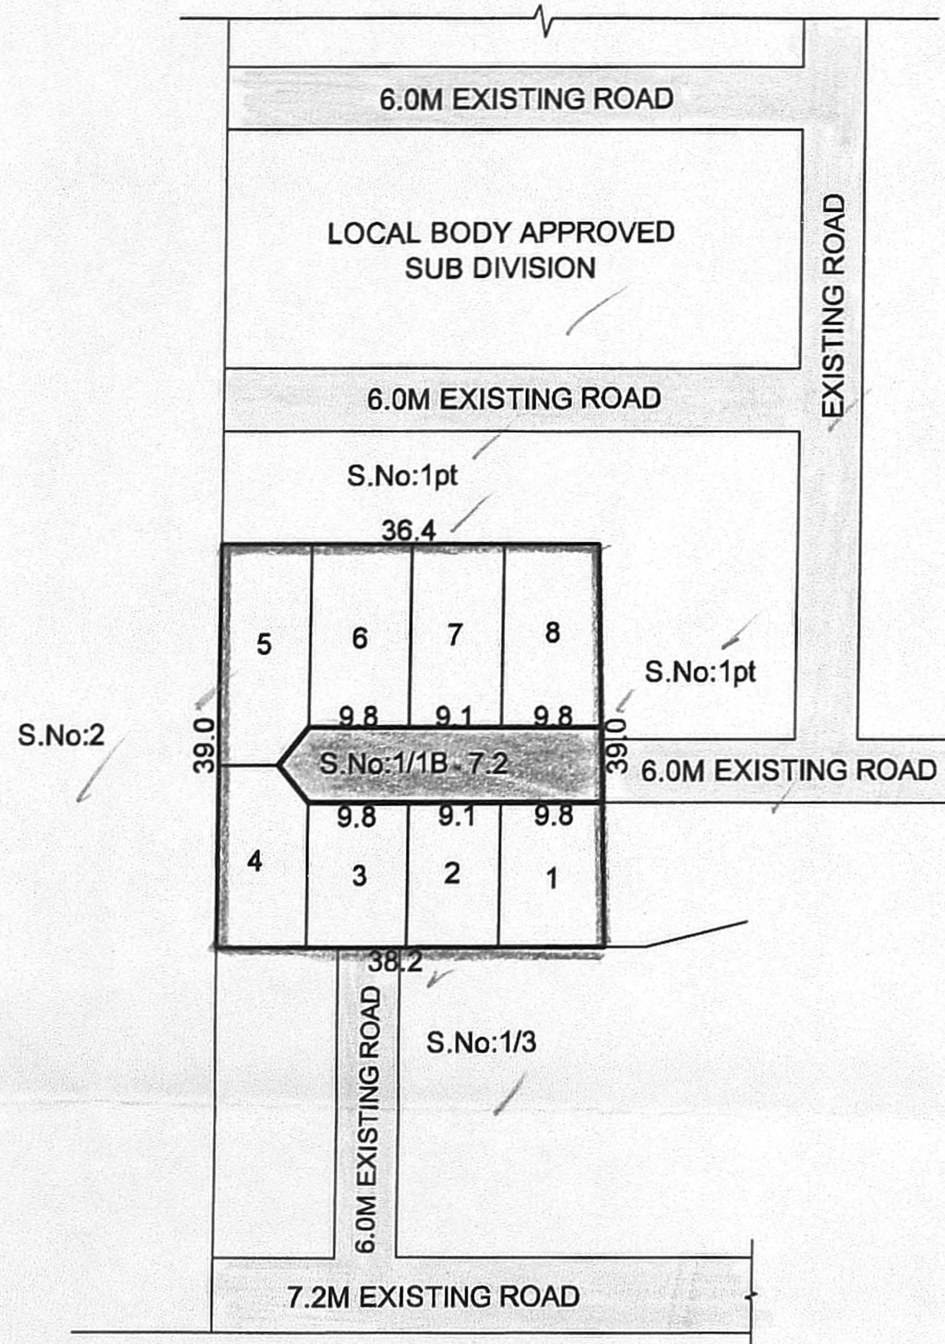 6.0M EXISTING ROAD
LOCAL BODY APPROVED
SUB DIVISION
EXISTING ROAD
6.0M EXISTING ROAD
S.No:1pt
36.4
5
6
7
8
S.No:1pt
9.8
9.1
9.8
S.No:2
39.0
S.No:1/1B - 7.2
39.0
6.0M EXISTING ROAD
9.8
9.1
9.8
4
3
2
1
38.2
6.0M EXISTING ROAD
S.No:1/3
7.2M EXISTING ROAD